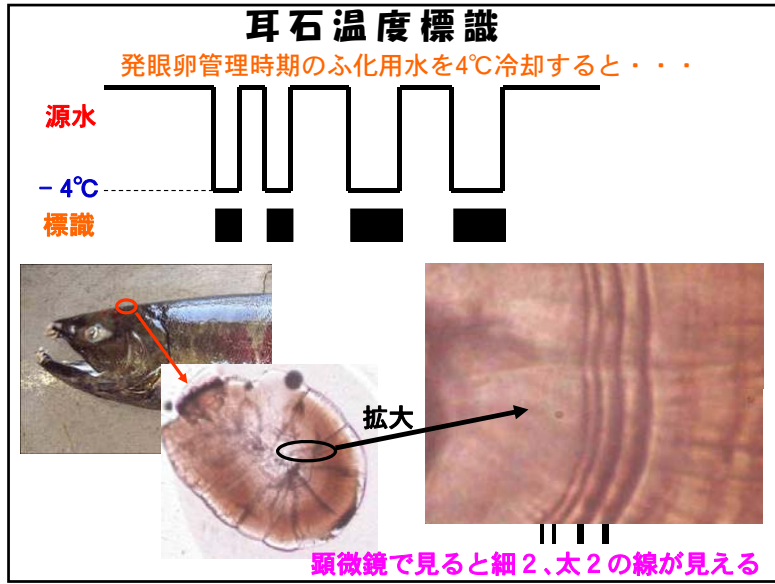 耳石温度標識
発眼卵管理時期のふ化用水を4℃冷却すると・・・
源水
－4℃
標識
拡大
顕微鏡で見ると細２、太２の線が見える